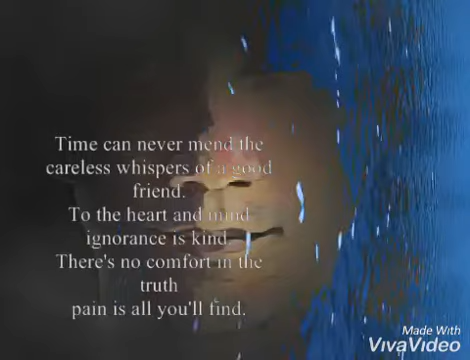 Time can never mend the
careless whispers of a good
friend.
To the heart and mind
ignorance is kind.
There's no comfort in the
truth
pain is all you'll find.
Made With
VivaVideo